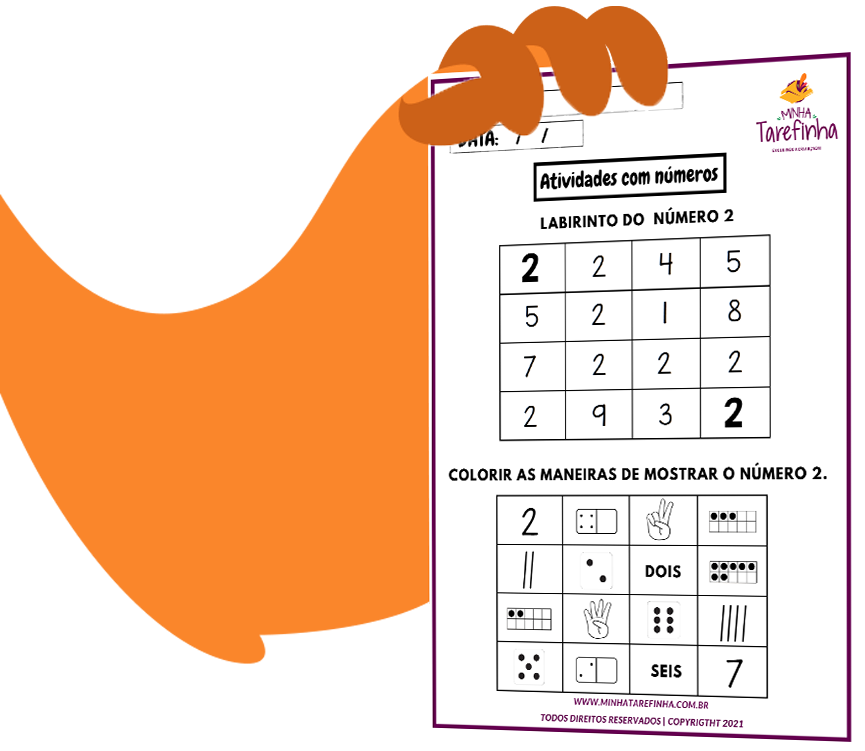 DATA: / /
MINHA
Tarefinha
Atividades com números
LABIRINTO DO NÚMERO 2
2 2 4 5
5 2 1 8
7 2 2 2
2 9 3 2
COLORIR AS MANEIRAS DE MOSTRAR O NÚMERO 2.
2
DOIS
SEIS 7
WWW.MINHATAREFINHA.COM.BR
TODOS DIREITOS RESERVADOS | COPYRIGTHT 2021